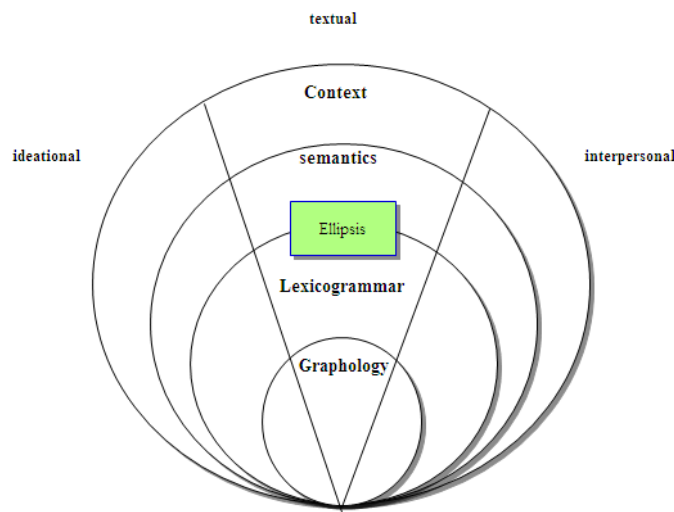 textual
Context
ideational
semantics
interpersonal
Ellipsis
Lexicogrammar
Graphology